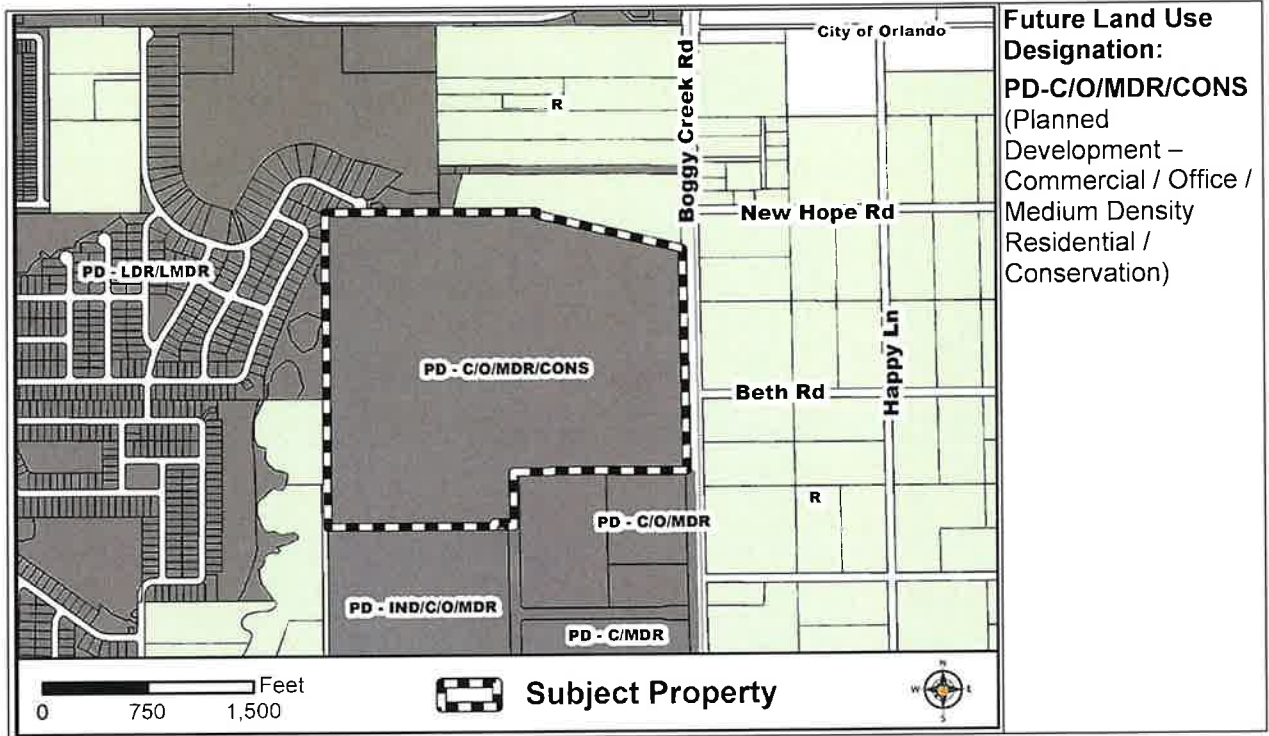 City of Orlando
R
Boggy Creek Rd
New Hope Rd
PD - LDR/LMDR
PD - C/O/MDR/CONS
Happy Ln
Beth Rd
R
PD - C/O/MDR
PD - IND/C/O/MDR
PD - C/MDR
Feet
0 750 1,500
Subject Property
N
W E
S
Future Land Use
Designation:
PD-C/O/MDR/CONS
(Planned
Development –
Commercial / Office /
Medium Density
Residential /
Conservation)